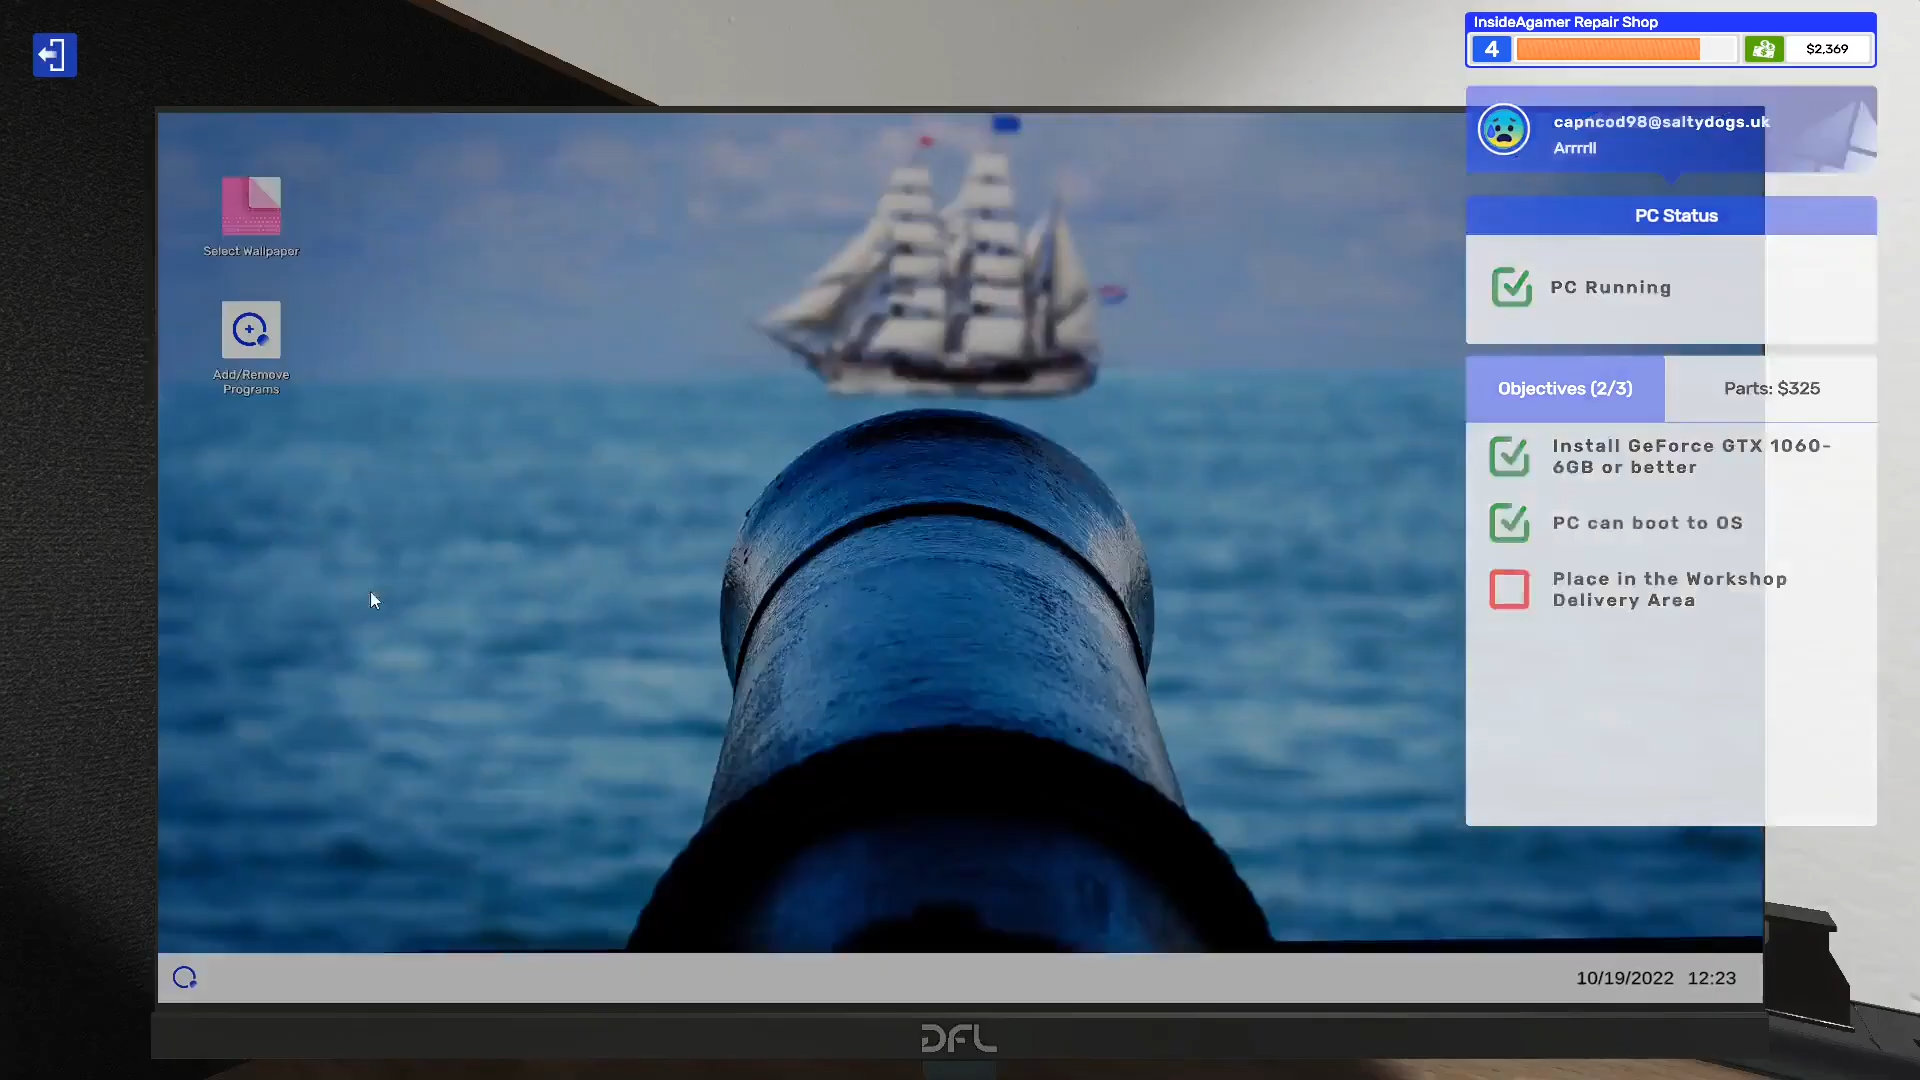 InsideAgamer Repair Shop
4
$2,369
capncod98@saltydogs.uk
Arrrrll
PC Status
PC Running
Objectives (2/3)
Parts: $325
Install GeForce GTX 1060-
6GB or better
PC can boot to OS
Place in the Workshop
Delivery Area
Select Wallpaper
Add/Remove
Programs
10/19/2022 12:23
DFL